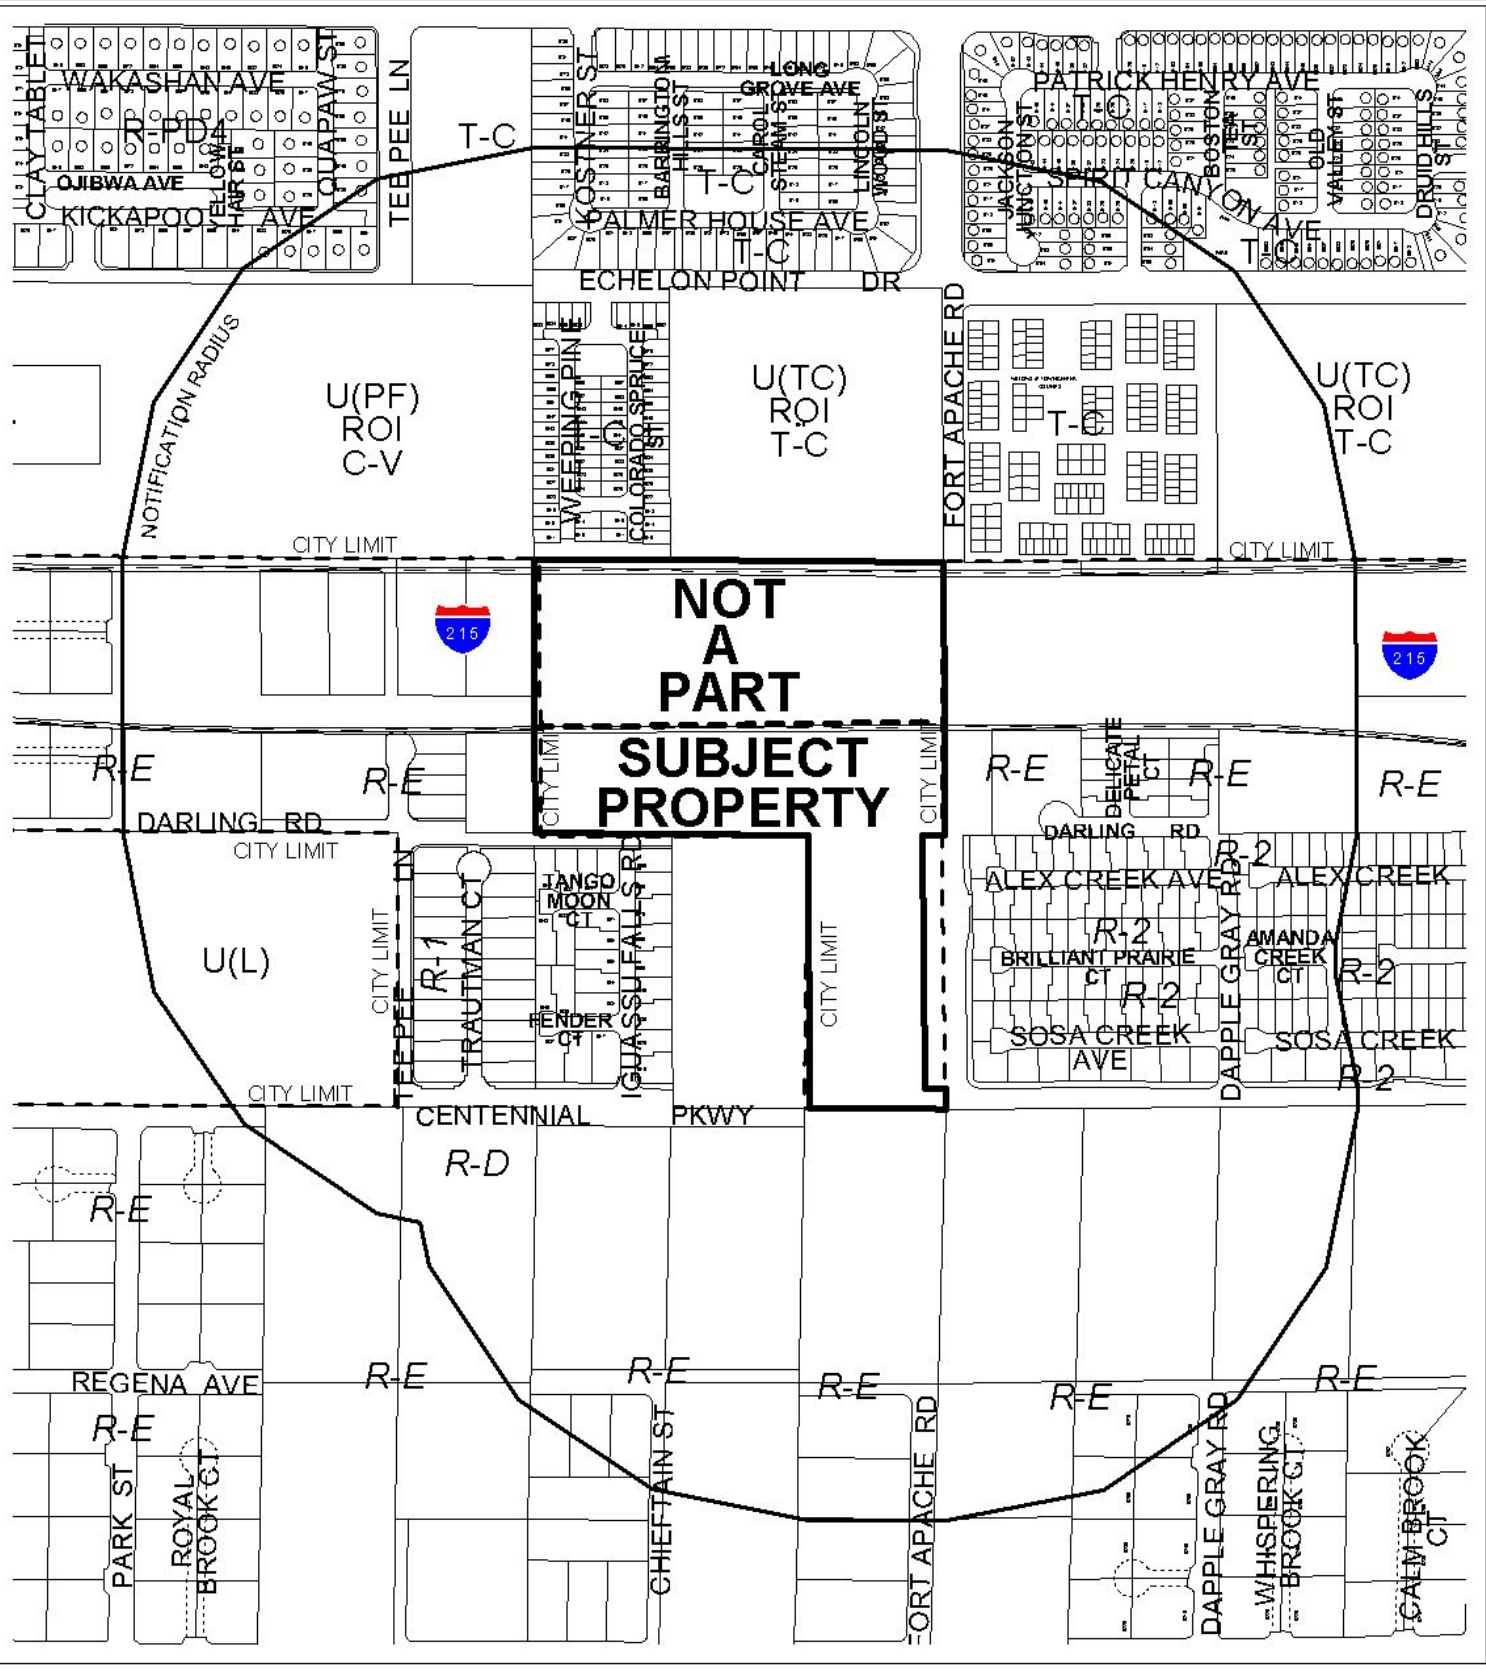 WAKASHAN AVE
CLAY TABLE
R-PD4
OJIBWA AVE
YELLOW
HAIR ST
QUAPAW ST
KICKAPOO AVE
TEE PEE LN
T-C
KOSTNER ST
BARRINGTON
HILLS ST
LONG
GROVE AVE
CAROL
STEAM ST
LINCOLN
WOOD ST
T-C
PALMER HOUSE AVE
T-C
ECHELON POINT DR
PATRICK HENRY AVE
T-C
JACKSON
JUNCTION ST
BOSTON
TEN
ST
OLD
VALLEY ST
DRUID HILLS
ST
SPIRIT CANYON AVE
T-C
NOTIFICATION RADIUS
U(PF)
ROI
C-V
WEEPING PINE
COLORADO SPRUCE
ST
U(TC)
ROI
T-C
FORT APACHE RD
T-C
U(TC)
ROI
T-C
CITY LIMIT
CITY LIMIT
215
NOT
A
PART
215
SUBJECT
PROPERTY
CITY LIMIT
CITY LIMIT
R-E
R-E
R-E
DELICATE
PETAL
CT
R-E
R-E
DARLING RD
CITY LIMIT
DARLING RD
R-2
ALEX CREEK AVE
ALEX CREEK
TANGO
MOON
CT
IGUASSU FALLS RD
TRAUTMAN CT
R-1
TEE PEE LN
CITY LIMIT
U(L)
CITY LIMIT
R-2
BRILLIANT PRAIRIE
CT
R-2
DAPPLE GRAY RD
AMANDA
CREEK
CT
R-2
FENDER
CT
SOSA CREEK
AVE
SOSA CREEK
R-2
CITY LIMIT
CENTENNIAL PKWY
R-D
R-E
REGENA AVE
R-E
R-E
R-E
R-E
R-E
R-E
PARK ST
ROYAL
BROOK CT
CHIEFTAIN ST
FORT APACHE RD
DAPPLE GRAY RD
WHISPERING
BROOK CT
CALM BROOK
CT